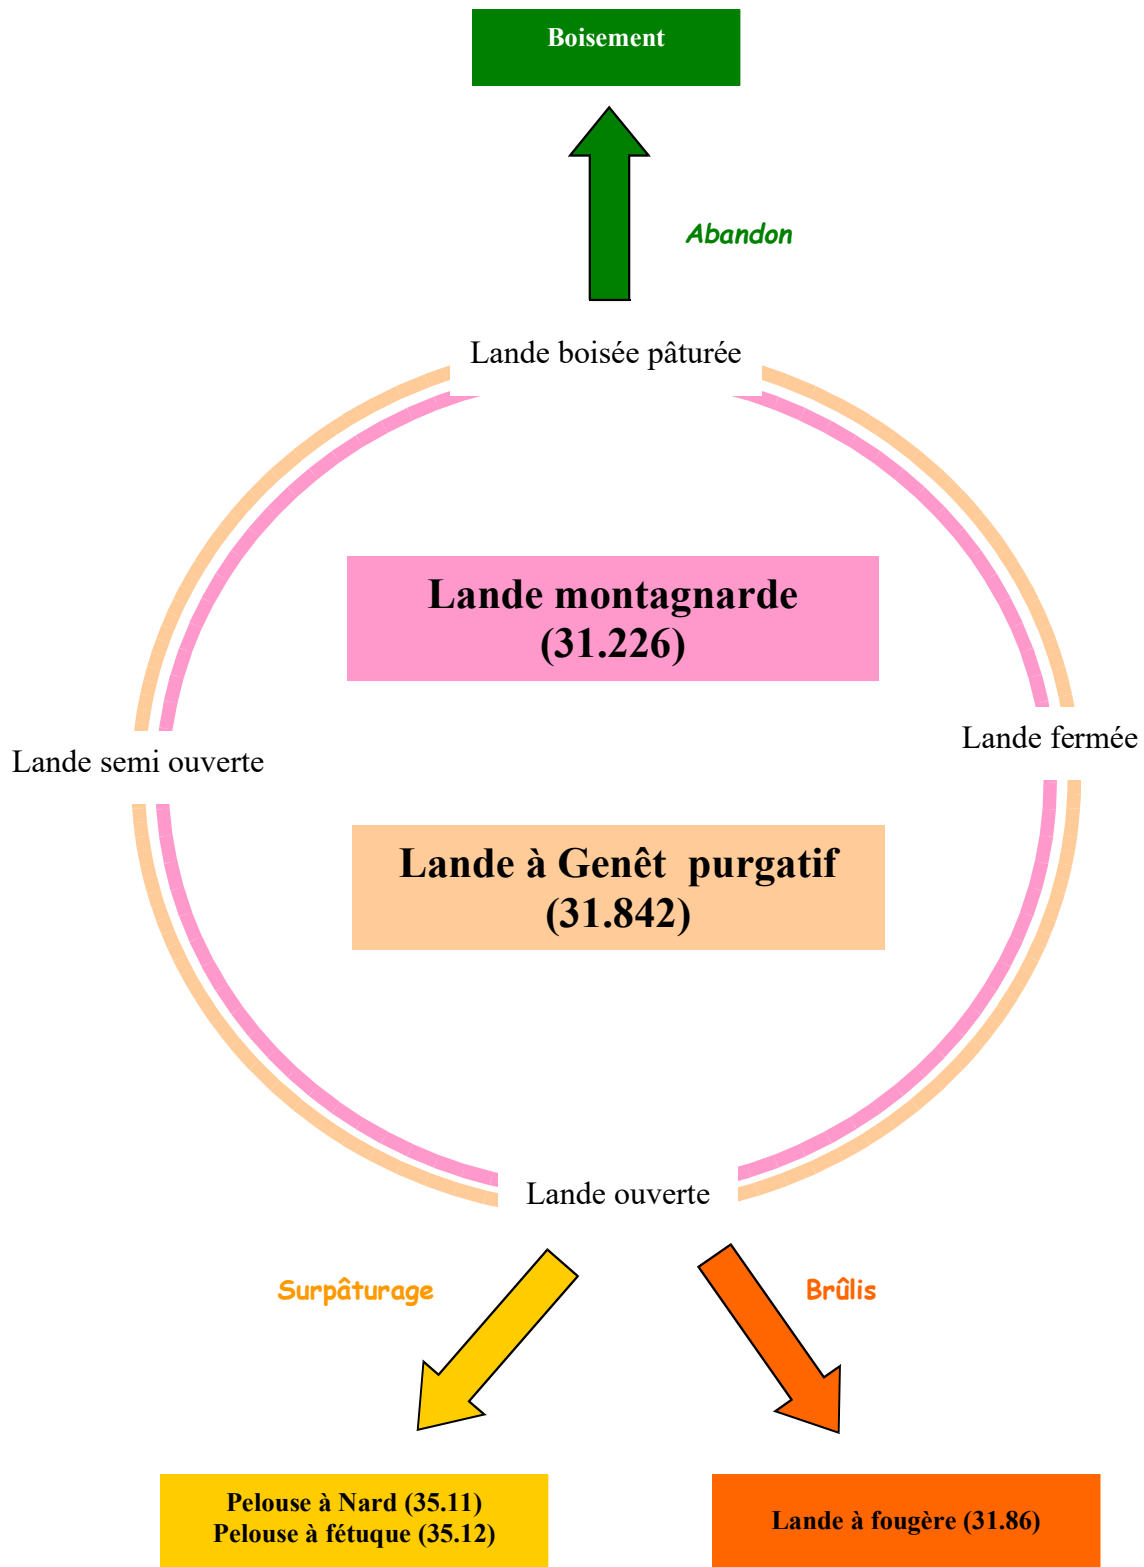 Boisement
Abandon
Lande boisée pâturée
Lande montagnarde
(31.226)
Lande fermée
Lande semi ouverte
Lande à Genêt  purgatif
(31.842)
Lande ouverte
Surpâturage
Brûlis
Pelouse à Nard (35.11)
Pelouse à fétuque (35.12)
Lande à fougère (31.86)